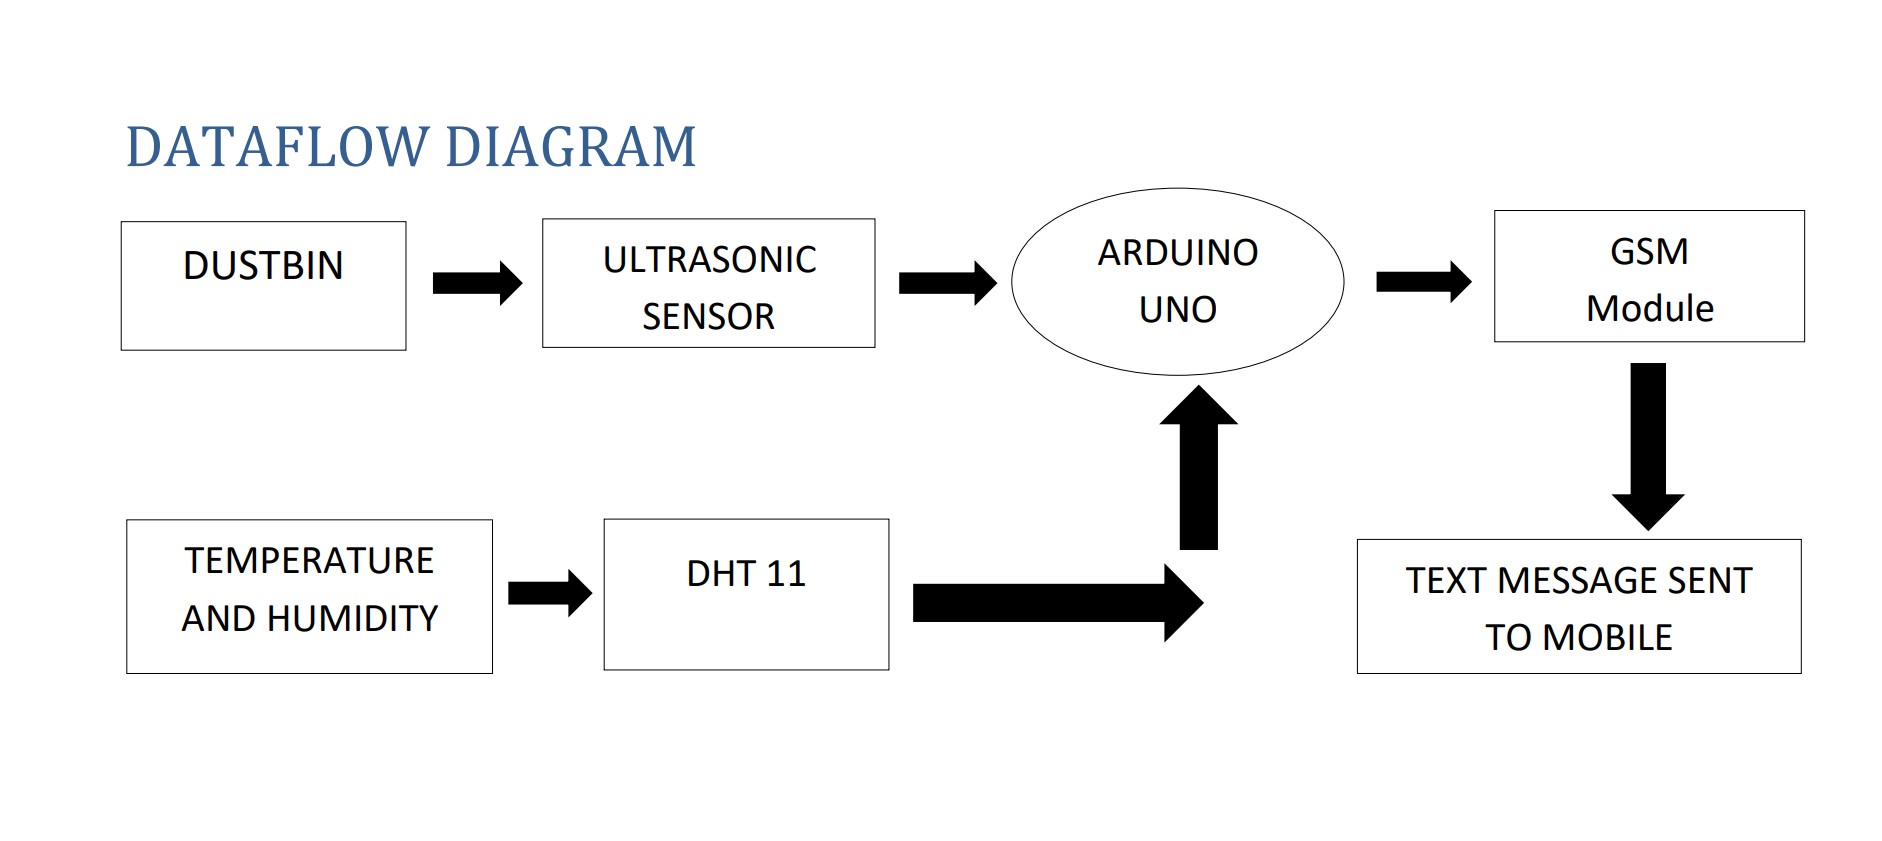 DATAFLOW DIAGRAM
DUSTBIN
ULTRASONIC
SENSOR
ARDUINO
UNO
GSM
Module
TEMPERATURE
AND HUMIDITY
DHT 11
TEXT MESSAGE SENT
TO MOBILE